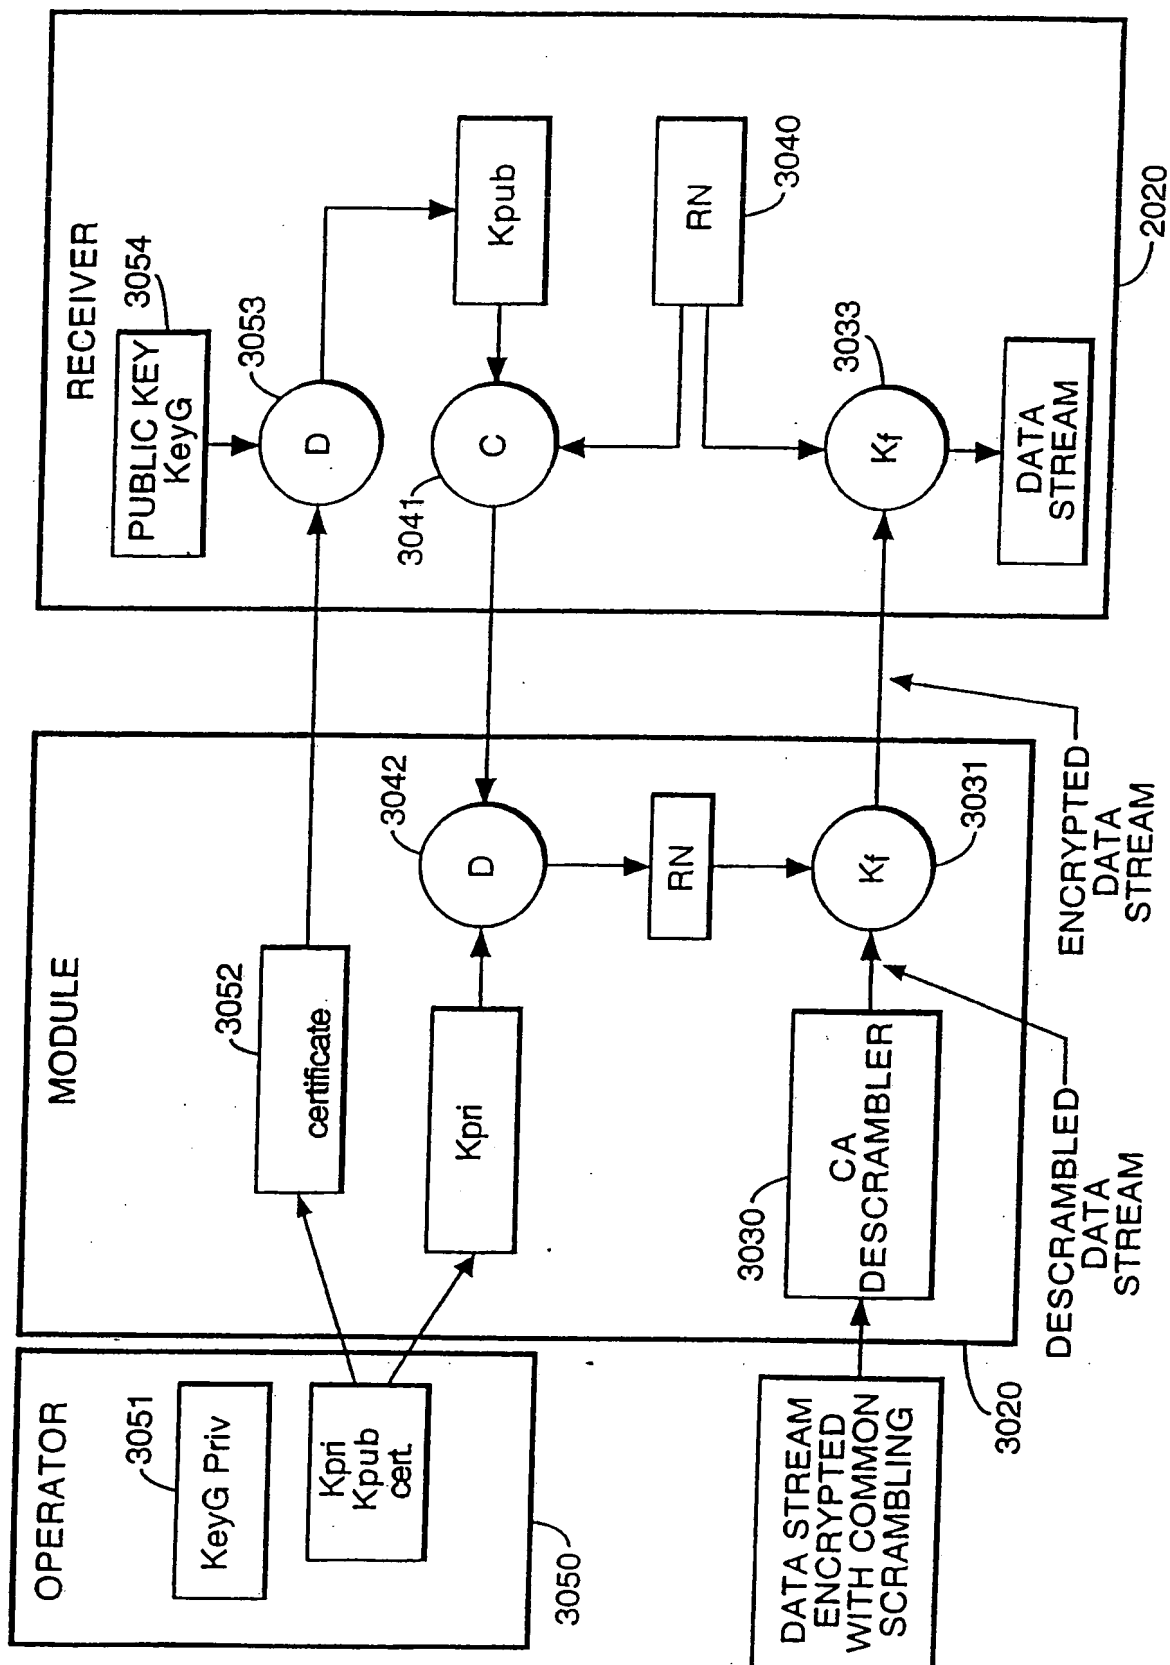 OPERATOR
3051
KeyG Priv
Kpri
Kpub
cert.
3050
DATA STREAM
ENCRYPTED
WITH COMMON
SCRAMBLING
MODULE
3052
certificate
Kpri
3042
D
RN
3030
CA
DESCRAMBLER
Kf
3031
3020
DESCRAMBLED
DATA
STREAM
ENCRYPTED
DATA
STREAM
RECEIVER
PUBLIC KEY
KeyG
3054
D
3053
Kpub
C
3041
RN
3040
Kf
3033
DATA
STREAM
2020